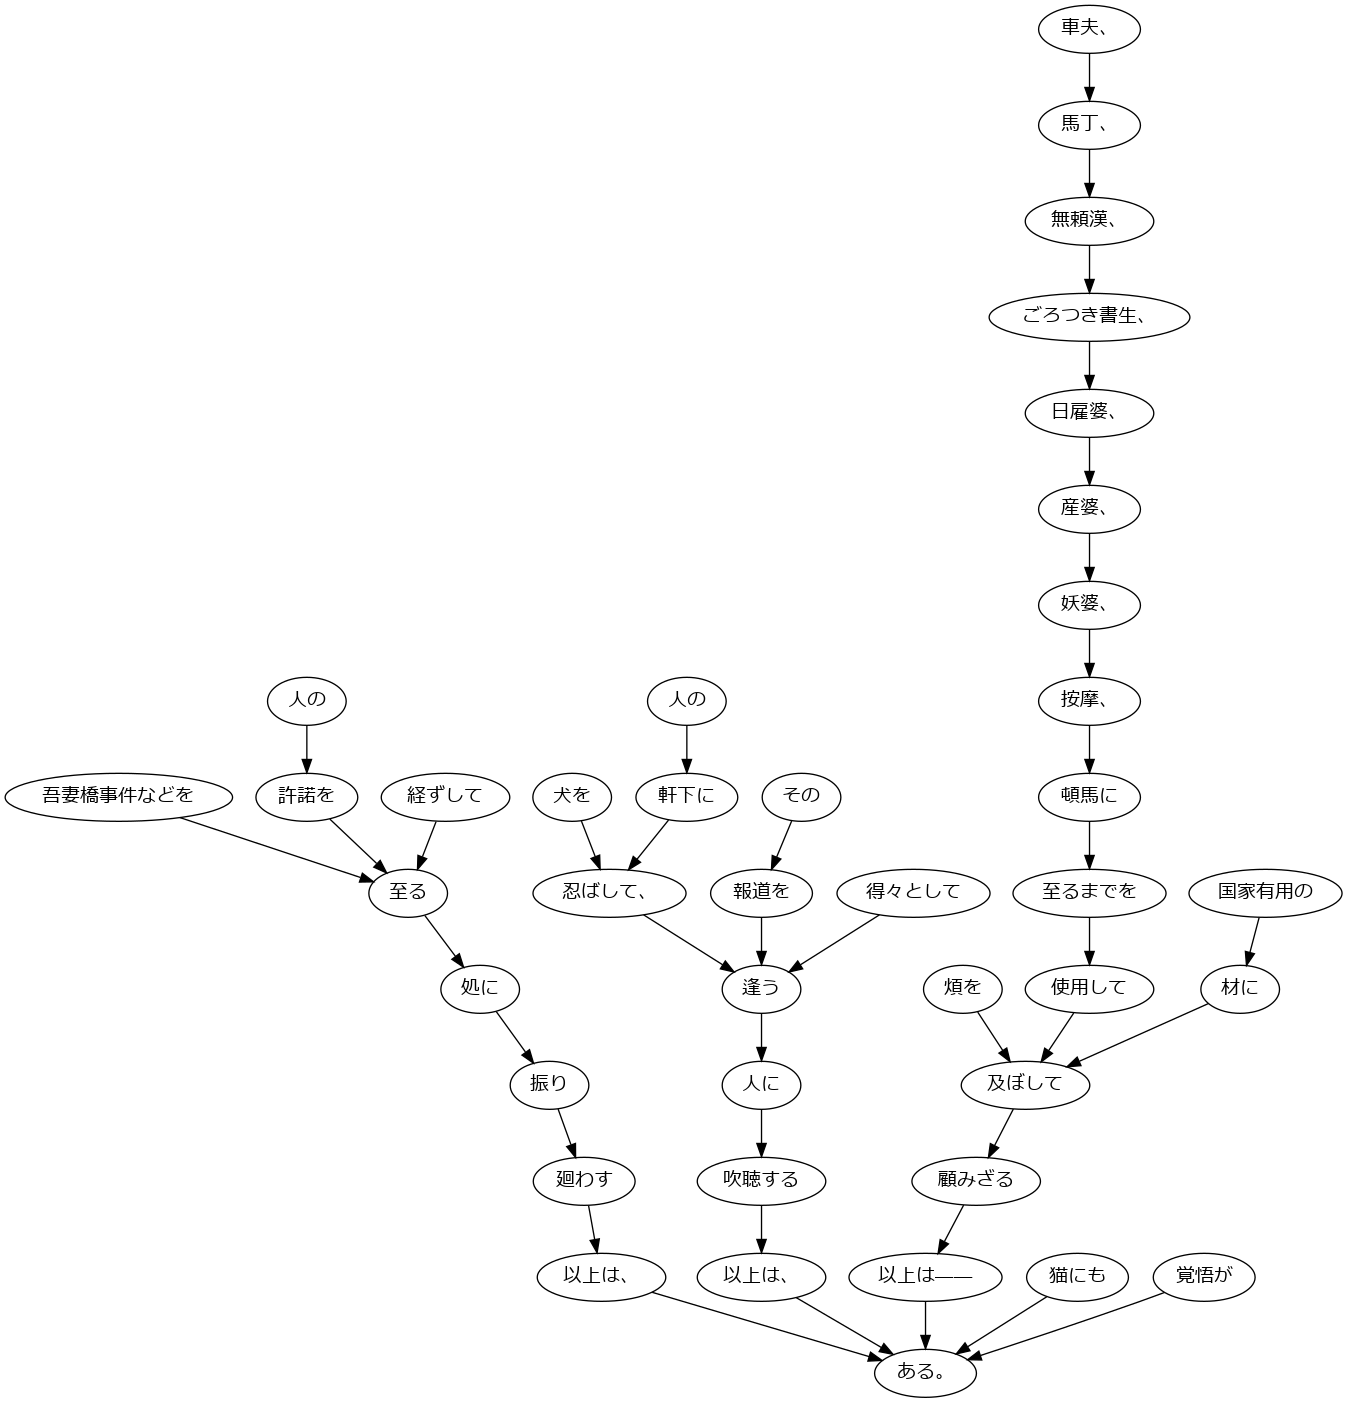 車夫、
馬丁、
無頼漢、
ごろつき書生、
日雇婆、
産婆、
妖婆、
按摩、
人の
人の
吾妻橋事件などを
許諾を
経ずして
犬を
軒下に
その
頓馬に
至る
忍ばして、
報道を
得々として
至るまでを
国家有用の
処に
逢う
煩を
使用して
材に
振り
人に
及ぼして
廻わす
吹聴する
顧みざる
以上は、
以上は、
以上は――
猫にも
覚悟が
ある。